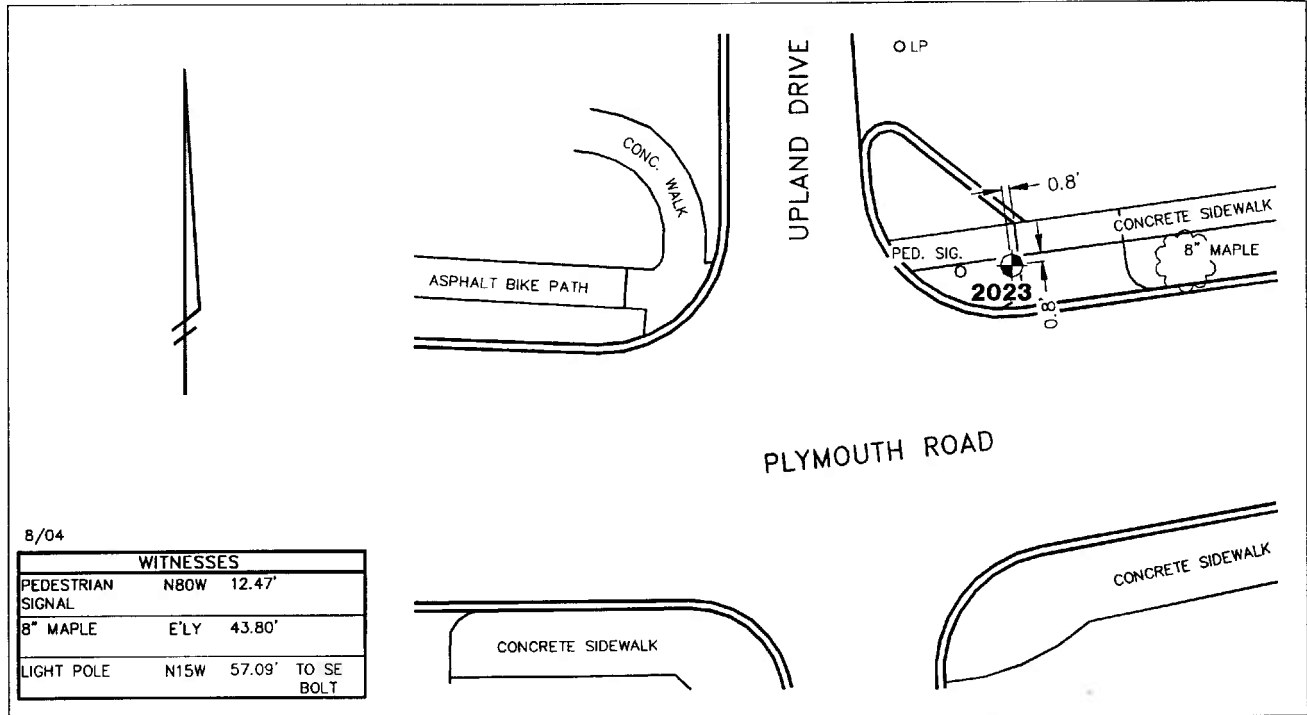 UPLAND DRIVE
O LP
CONC. WALK
0.8'
CONCRETE SIDEWALK
PED. SIG.
8" MAPLE
ASPHALT BIKE PATH
2023
0.8'
PLYMOUTH ROAD
8/04
WITNESSES
PEDESTRIAN SIGNAL N80W 12.47'
8" MAPLE E'LY 43.80'
LIGHT POLE N15W 57.09' TO SE BOLT
CONCRETE SIDEWALK
CONCRETE SIDEWALK